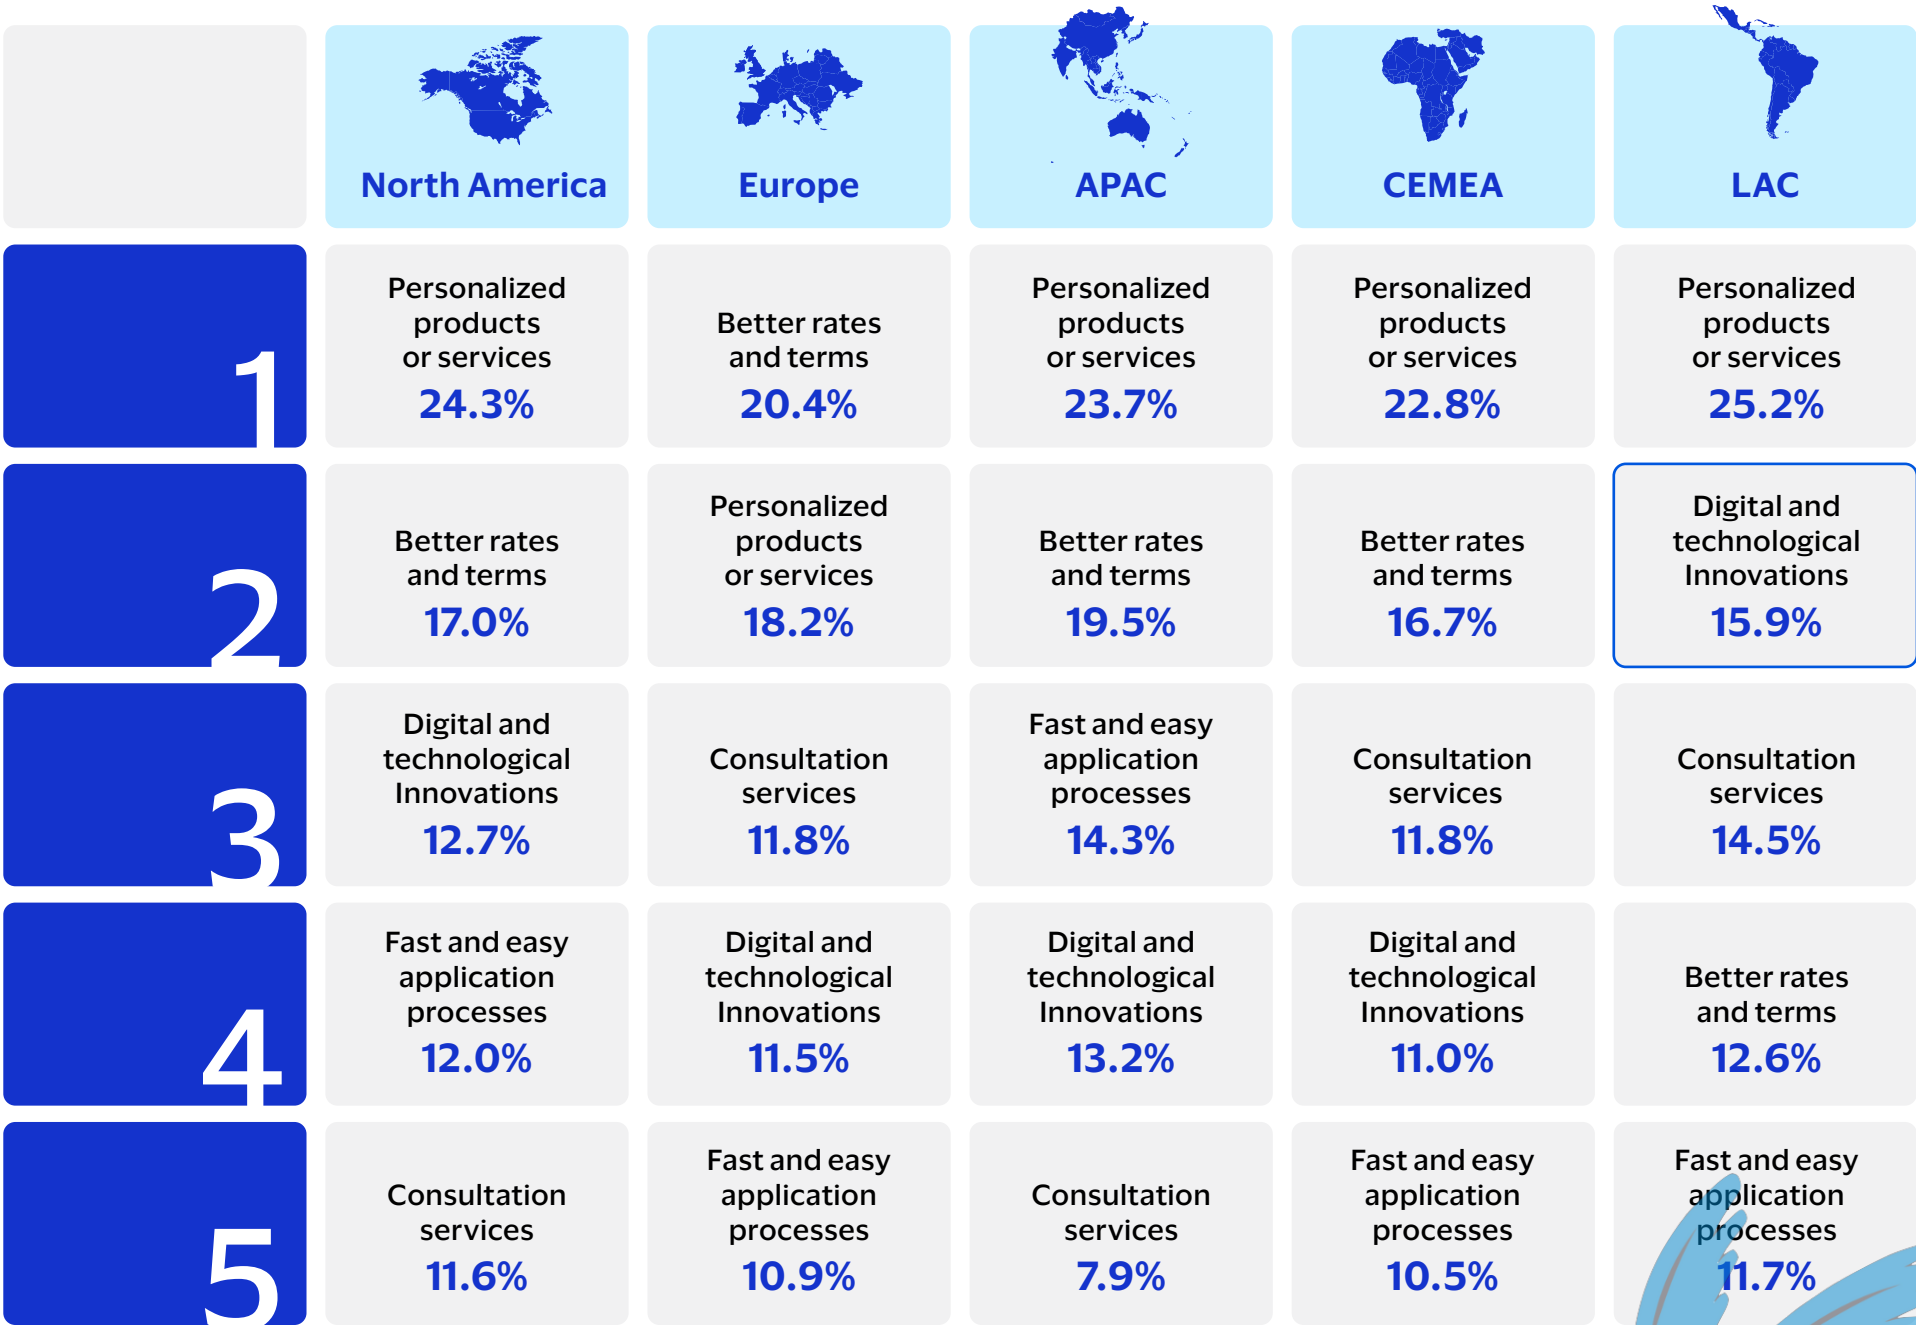 North America
Europe
APAC
CEMEA
LAC
1
Personalized
products
or services
24.3%
Better rates
and terms
20.4%
Personalized
products
or services
23.7%
Personalized
products
or services
22.8%
Personalized
products
or services
25.2%
2
Better rates
and terms
17.0%
Personalized
products
or services
18.2%
Better rates
and terms
19.5%
Better rates
and terms
16.7%
Digital and
technological
Innovations
15.9%
3
Digital and
technological
Innovations
12.7%
Consultation
services
11.8%
Fast and easy
application
processes
14.3%
Consultation
services
11.8%
Consultation
services
14.5%
4
Fast and easy
application
processes
12.0%
Digital and
technological
Innovations
11.5%
Digital and
technological
Innovations
13.2%
Digital and
technological
Innovations
11.0%
Better rates
and terms
12.6%
5
Consultation
services
11.6%
Fast and easy
application
processes
10.9%
Consultation
services
7.9%
Fast and easy
application
processes
10.5%
Fast and easy
application
processes
11.7%